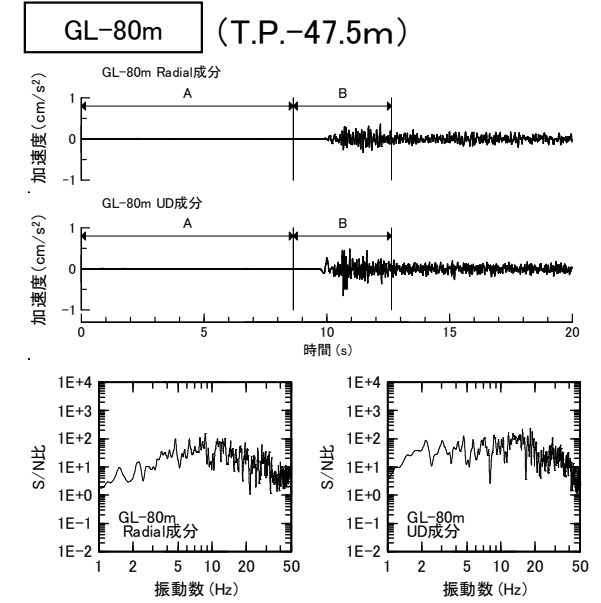 GL-80m (T.P.-47.5m)
GL-80m Radial成分
A B
加速度(cm/s²)
1
0
-1
GL-80m UD成分
A B
加速度(cm/s²)
1
0
-1
0 5 10 15 20
時間(s)
1E+4 1E+4
1E+3 1E+3
1E+2 1E+2
1E+1 1E+1
1E+0 1E+0
1E-1 1E-1
1E-2 1E-2
S/N比 S/N比
GL-80m GL-80m
Radial成分 UD成分
1 2 5 10 20 50 1 2 5 10 20 50
振動数(Hz) 振動数(Hz)